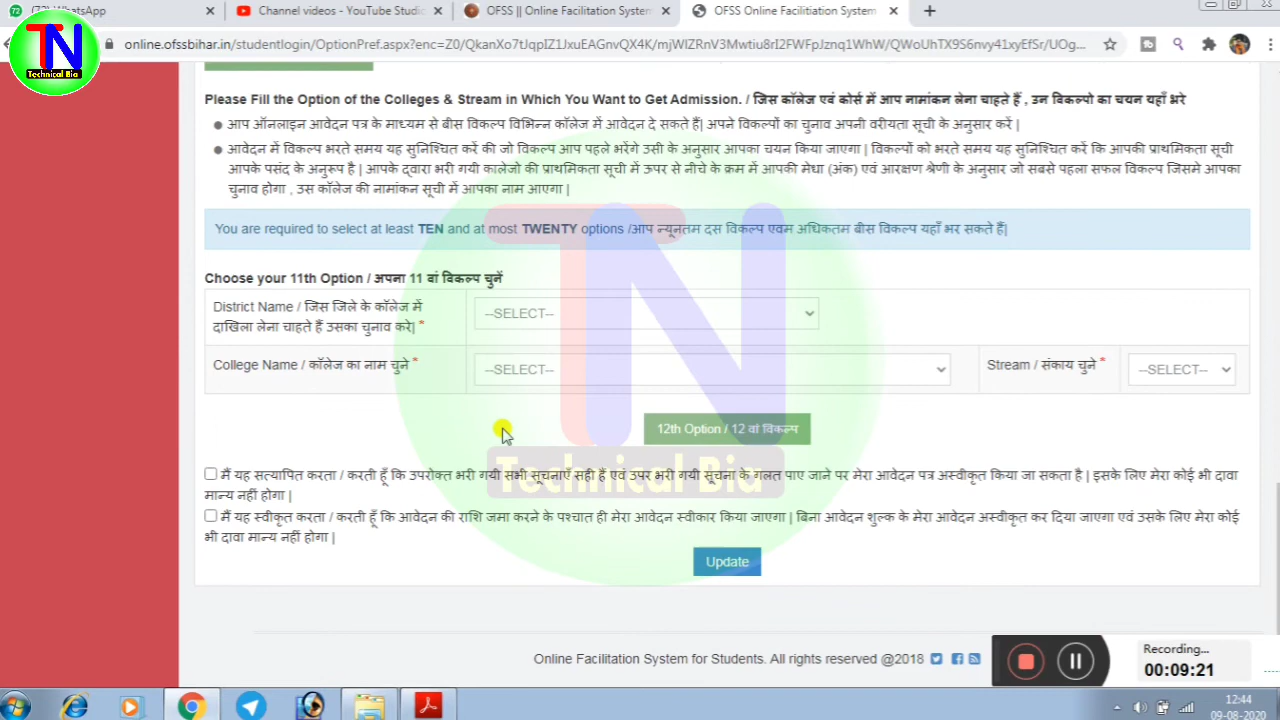 (72) WhatsApp
Channel videos - YouTube Studio
OFSS || Online Facilitation System
OFSS Online Facilitiation System
online.ofssbihar.in/studentlogin/OptionPref.aspx?enc=
TN
Technical Bia
Please Fill the Option of the Colleges & Stream in Which You Want to Get Admission. / जिस कॉलेज एवं कोर्स में आप नामांकन लेना चाहते हैं , उन विकल्पो का चयन यहाँ भरे
आप ऑनलाइन आवेदन पत्र के माध्यम से बीस विकल्प विभिन्न कॉलेज में आवेदन दे सकते हैं| अपने विकल्पों का चुनाव अपनी वरीयता सूची के अनुसार करें |
आवेदन में विकल्प भरते समय यह सुनिश्चित करें की जो विकल्प आप पहले भरेंगे उसी के अनुसार आपका चयन किया जाएगा | विकल्पों को भरते समय यह सुनिश्चित करें कि आपकी प्राथमिकता सूची
आपके पसंद के अनुरूप है | आपके द्वारा भरी गयी कालेजो की प्राथमिकता सूची में ऊपर से नीचे के क्रम में आपकी मेधा (अंक) एवं आरक्षण श्रेणी के अनुसार जो सबसे पहला सफल विकल्प जिसमे आपका
चुनाव होगा , उस कॉलेज की नामांकन सूची में आपका नाम आएगा |
You are required to select at least TEN and at most TWENTY options /आप न्यूनतम दस विकल्प एवम अधिकतम बीस विकल्प यहाँ भर सकते हैं|
Choose your 11th Option / अपना 11 वां विकल्प चुनें
District Name / जिस जिले के कॉलेज में
दाखिला लेना चाहते हैं उसका चुनाव करे| *
--SELECT--
College Name / कॉलेज का नाम चुने *
--SELECT--
Stream / संकाय चुने *
--SELECT--
12th Option / 12 वां विकल्प
TN
Technical Bia
मैं यह सत्यापित करता / करती हूँ कि उपरोक्त भरी गयी सभी सूचनाएँ सही हैं एवं उपर भरी गयी सूचना के गलत पाए जाने पर मेरा आवेदन पत्र अस्वीकृत किया जा सकता है | इसके लिए मेरा कोई भी दावा
मान्य नहीं होगा |
मैं यह स्वीकृत करता / करती हूँ कि आवेदन की राशि जमा करने के पश्चात ही मेरा आवेदन स्वीकार किया जाएगा | बिना आवेदन शुल्क के मेरा आवेदन अस्वीकृत कर दिया जाएगा एवं उसके लिए मेरा कोई
भी दावा मान्य नहीं होगा |
Update
Online Facilitation System for Students. All rights reserved @2018
Recording...
00:09:21
12:44
09-08-2020